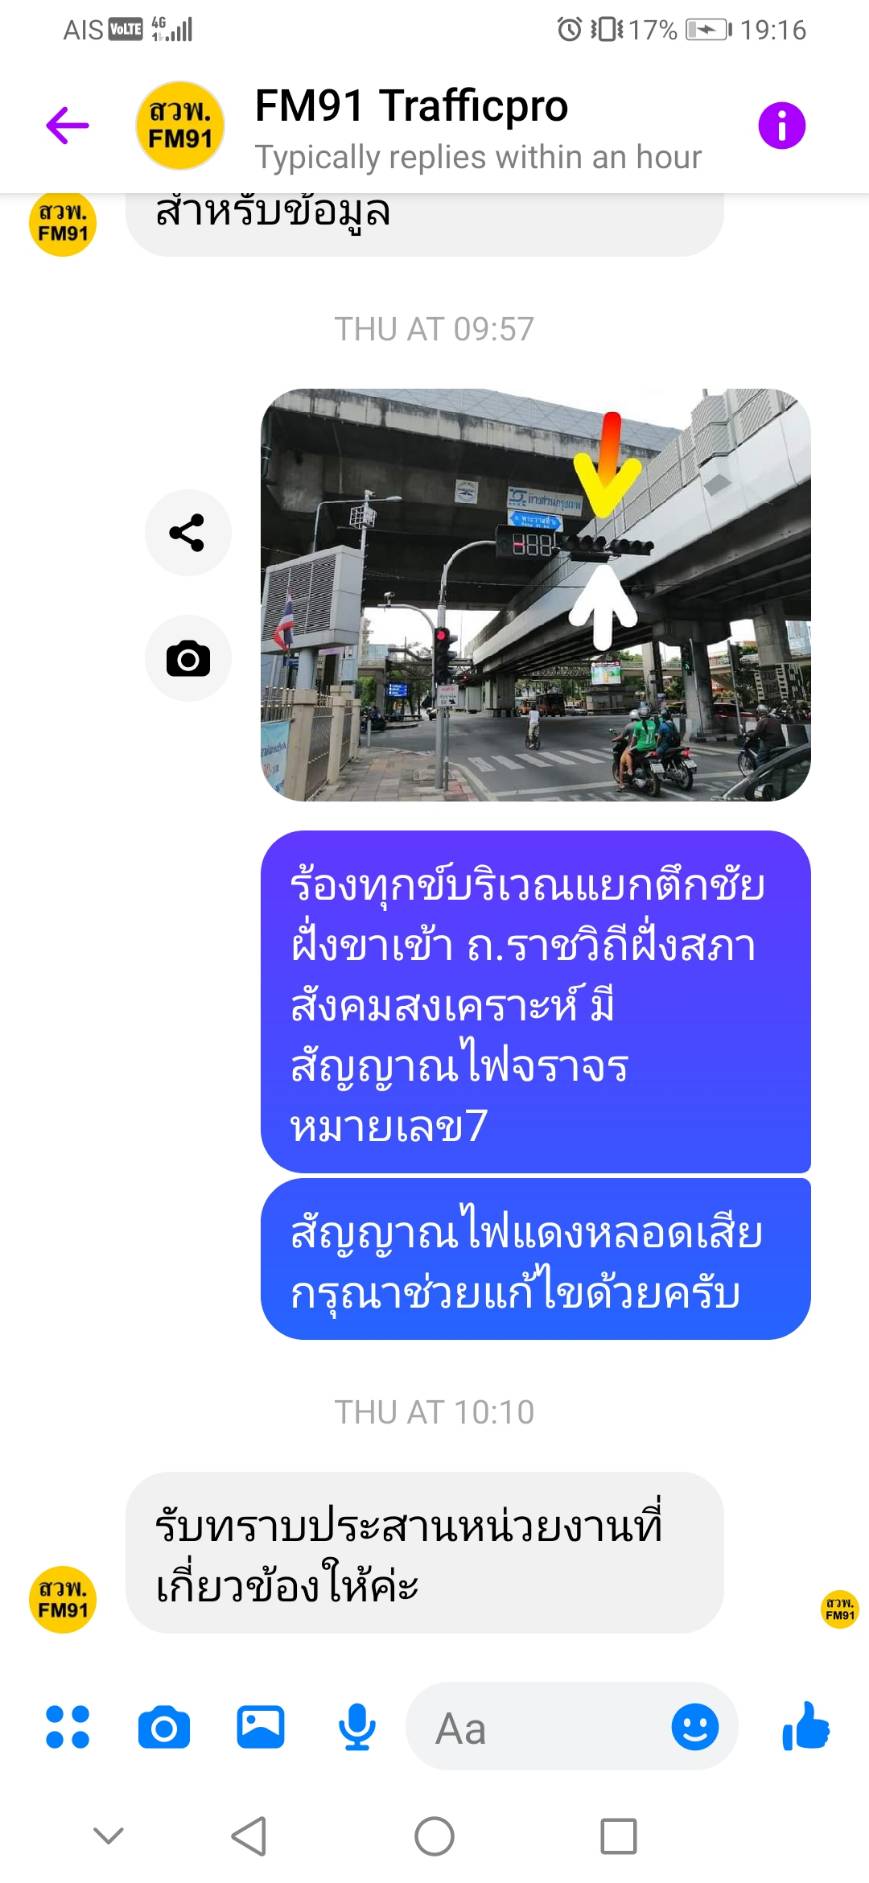 AIS VoLTE 4G 17% 19:16
สวพ.
FM91
FM91 Trafficpro
Typically replies within an hour
สวพ.
FM91
สำหรับข้อมูล
THU AT 09:57
ร้องทุกข์บริเวณแยกตึกชัย
ฝั่งขาเข้า ถ.ราชวิถีฝั่งสภา
สังคมสงเคราะห์ มี
สัญญาณไฟจราจร
หมายเลข7
สัญญาณไฟแดงหลอดเสีย
กรุณาช่วยแก้ไขด้วยครับ
THU AT 10:10
รับทราบประสานหน่วยงานที่
เกี่ยวข้องให้ค่ะ
สวพ.
FM91
สวพ.
FM91
Aa